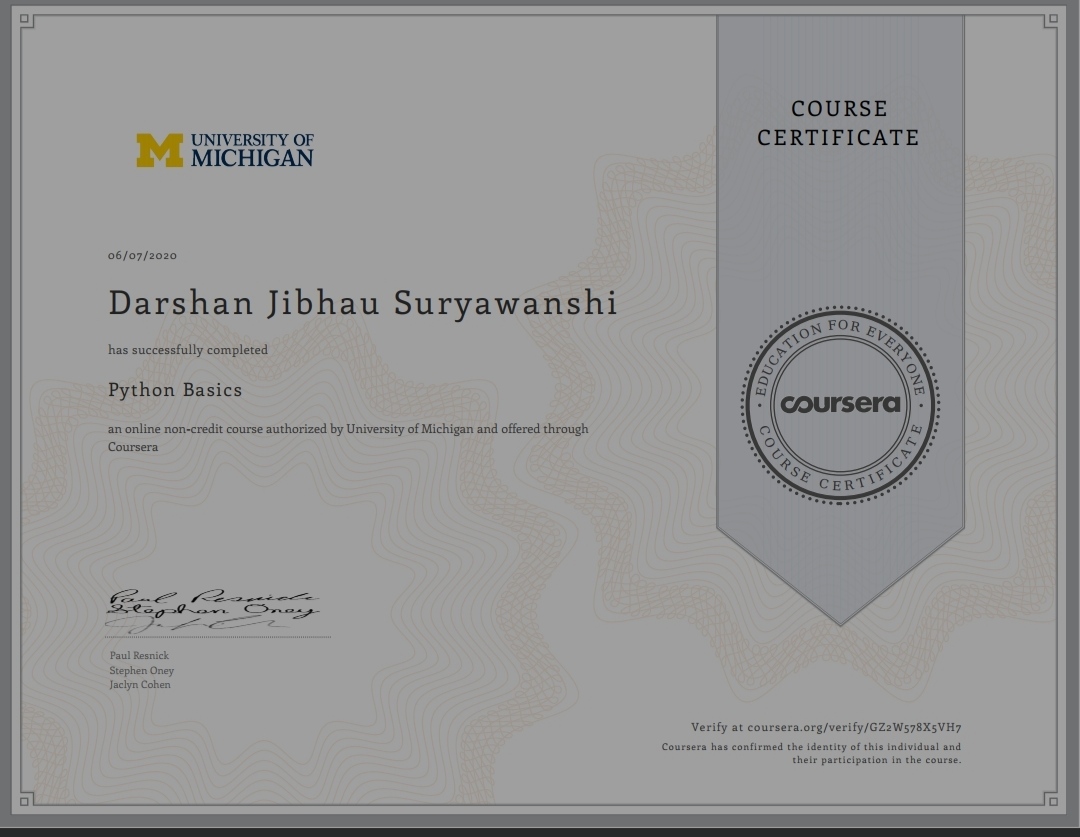 COURSE
CERTIFICATE
UNIVERSITY OF
MICHIGAN
06/07/2020
Darshan Jibhau Suryawanshi
has successfully completed
Python Basics
an online non-credit course authorized by University of Michigan and offered through
Coursera
EDUCATION FOR EVERYONE
coursera
COURSE CERTIFICATE
Paul Resnick
Stephen Oney
Paul Resnick
Stephen Oney
Jaclyn Cohen
Verify at coursera.org/verify/GZ2W578X5VH7
Coursera has confirmed the identity of this individual and
their participation in the course.